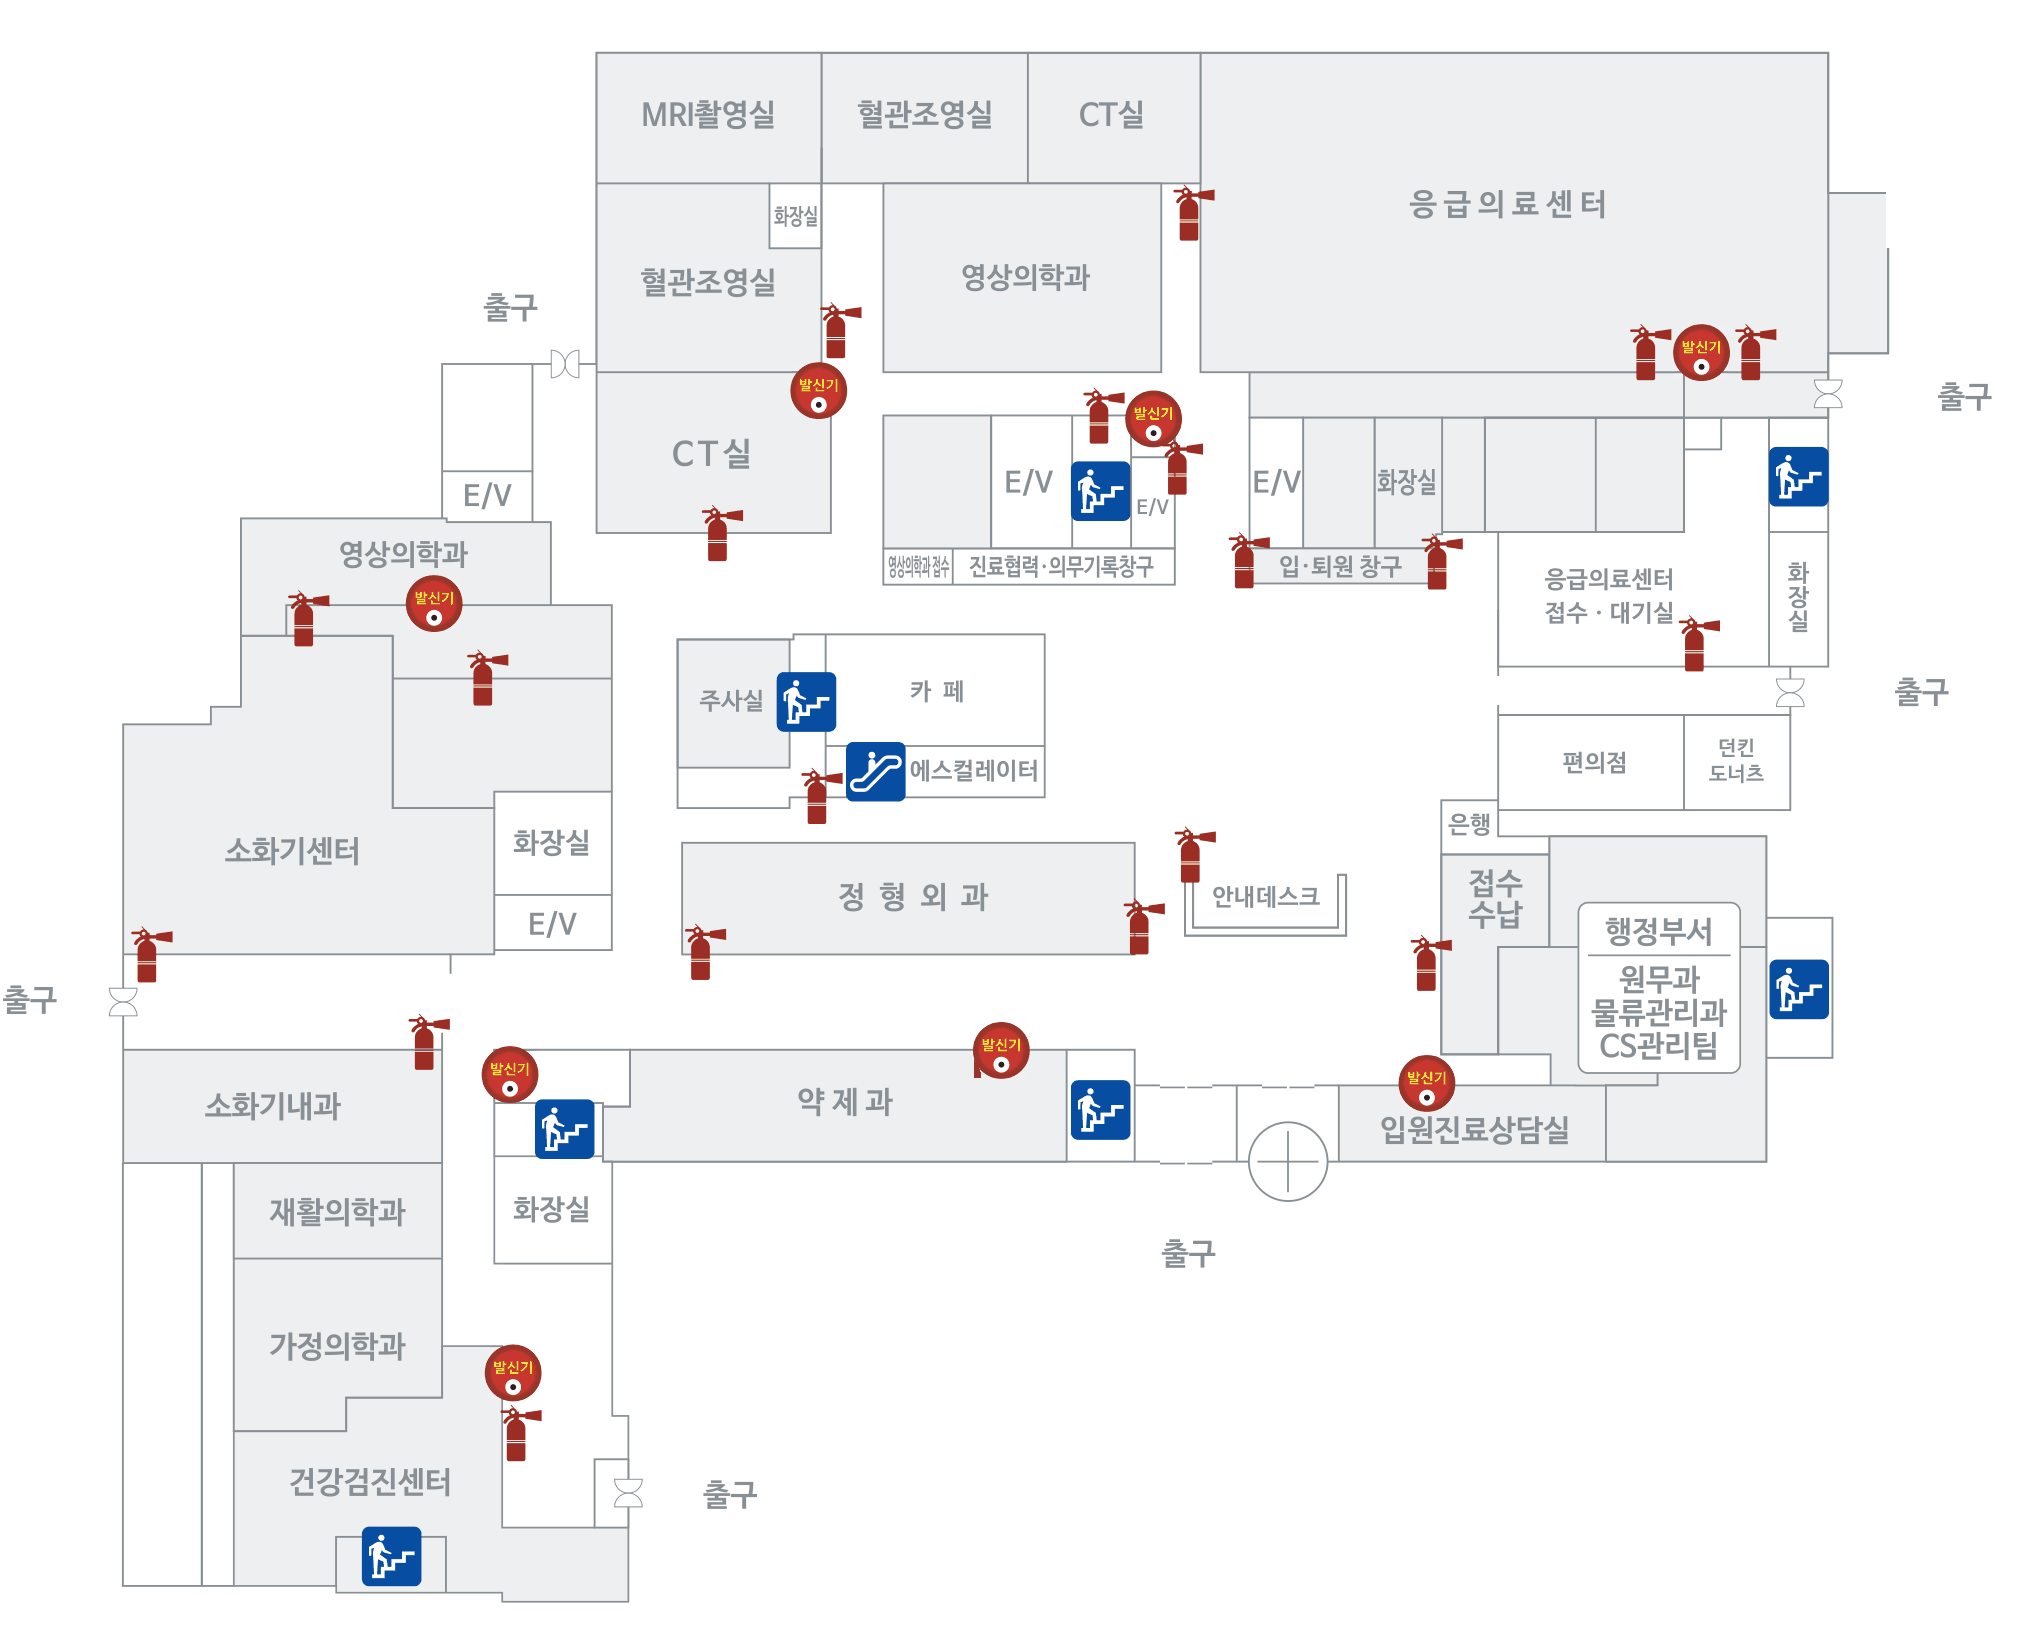 MRI촬영실
혈관조영실
CT실
응급의료센터
화장실
혈관조영실
영상의학과
출구
발신기
발신기
출구
발신기
CT실
E/V
E/V
E/V
E/V
화장실
영상의학과
영상의학과 접수
진료협력·의무기록창구
입·퇴원 창구
응급의료센터
접수 · 대기실
화장실
발신기
주사실
카 페
출구
에스컬레이터
편의점
던킨
도너츠
소화기센터
화장실
은행
정 형 외 과
안내데스크
접수
수납
E/V
행정부서
원무과
물류관리과
CS관리팀
출구
발신기
발신기
발신기
소화기내과
약 제 과
입원진료상담실
재활의학과
화장실
출구
가정의학과
발신기
건강검진센터
출구